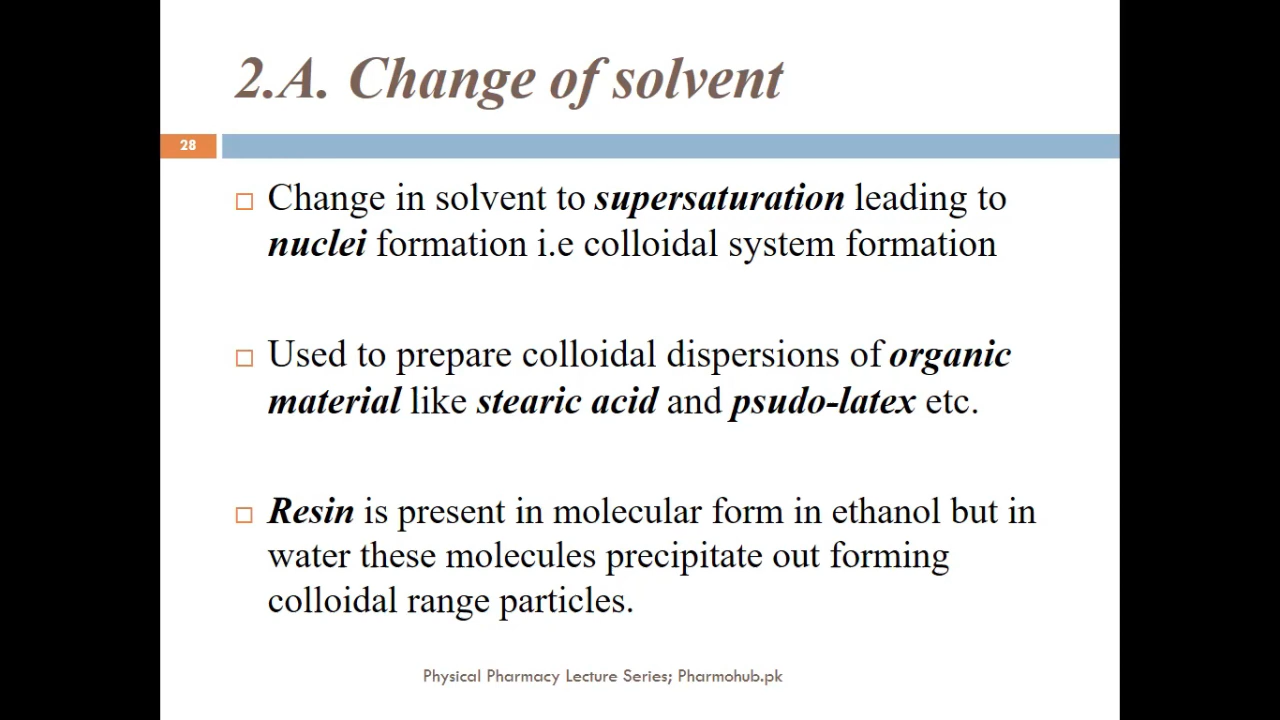 2.A. Change of solvent
28
Change in solvent to supersaturation leading to
nuclei formation i.e colloidal system formation
Used to prepare colloidal dispersions of organic
material like stearic acid and psudo-latex etc.
Resin is present in molecular form in ethanol but in
water these molecules precipitate out forming
colloidal range particles.
Physical Pharmacy Lecture Series; Pharmohub.pk